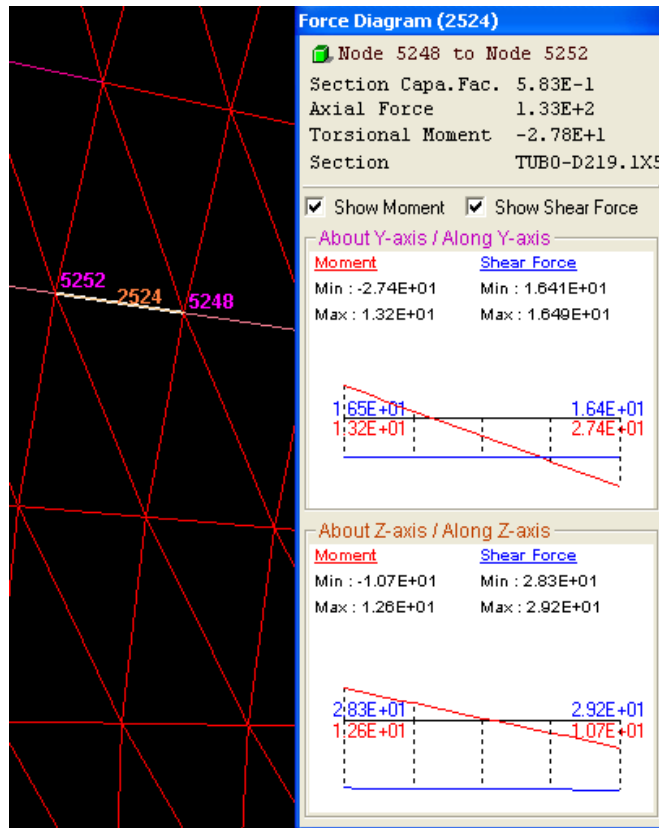 5252
2524
5248
Force Diagram (2524)
Node 5248 to Node 5252
Section Capa.Fac. 5.83E-1
Axial Force 1.33E+2
Torsional Moment -2.78E+1
Section TUBO-D219.1X5
Show Moment Show Shear Force
About Y-axis / Along Y-axis
Moment Shear Force
Min : -2.74E+01 Min : 1.641E+01
Max : 1.32E+01 Max : 1.649E+01
1.65E+01 1.64E+01
1.32E+01 2.74E+01
About Z-axis / Along Z-axis
Moment Shear Force
Min : -1.07E+01 Min : 2.83E+01
Max : 1.26E+01 Max : 2.92E+01
2.83E+01 2.92E+01
1.26E+01 1.07E+01